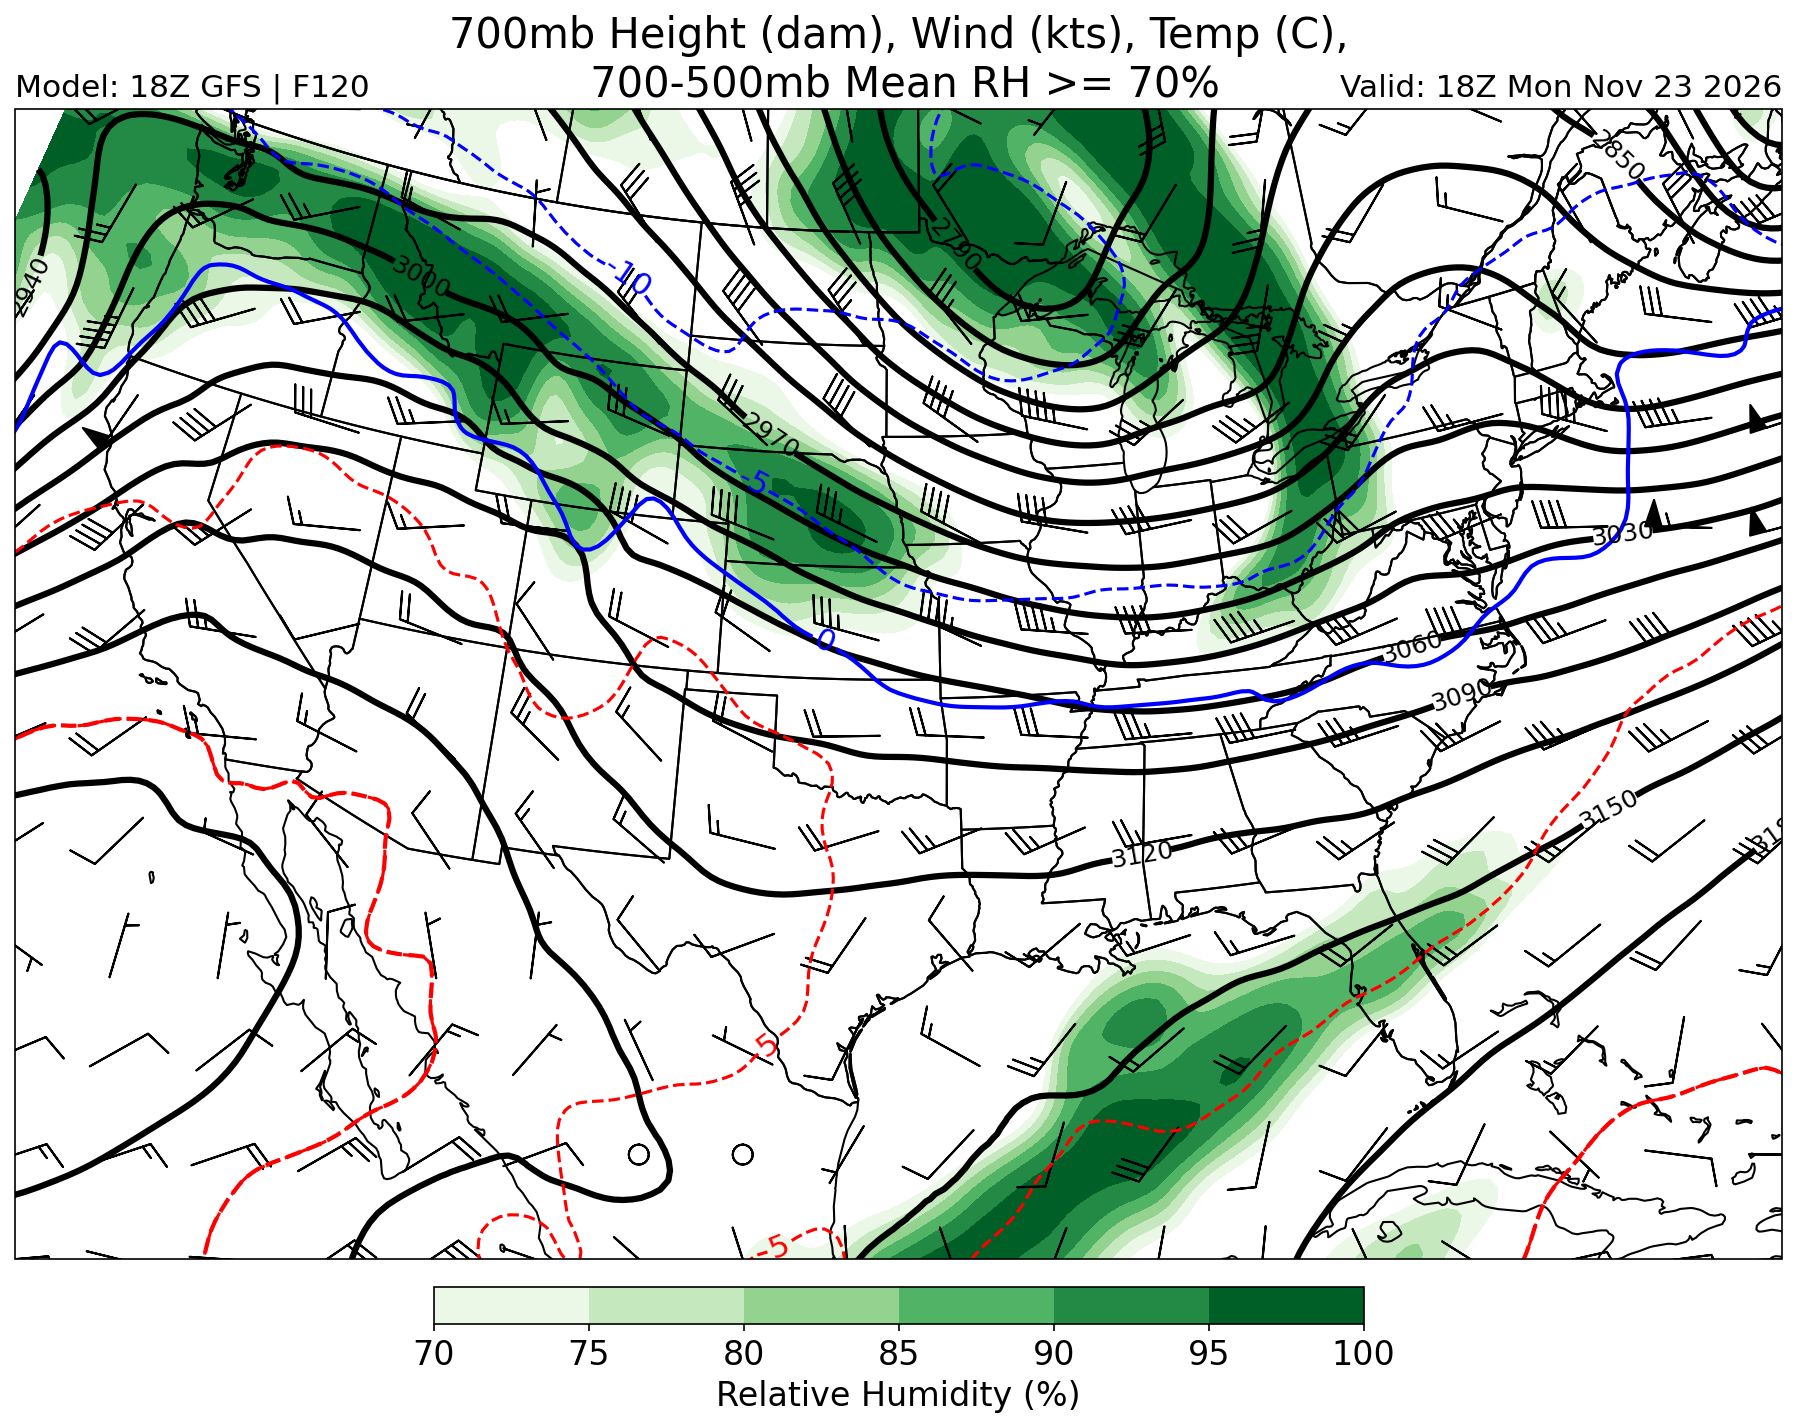 700mb Height (dam), Wind (kts), Temp (C),
Model: 18Z GFS | F120
700-500mb Mean RH >= 70%
Valid: 18Z Mon Nov 23 2026
2850
2790
2940
3000
-10
2970
-5
3030
0
3060
3090
3150
3120
5
-5
70 75 80 85 90 95 100
Relative Humidity (%)